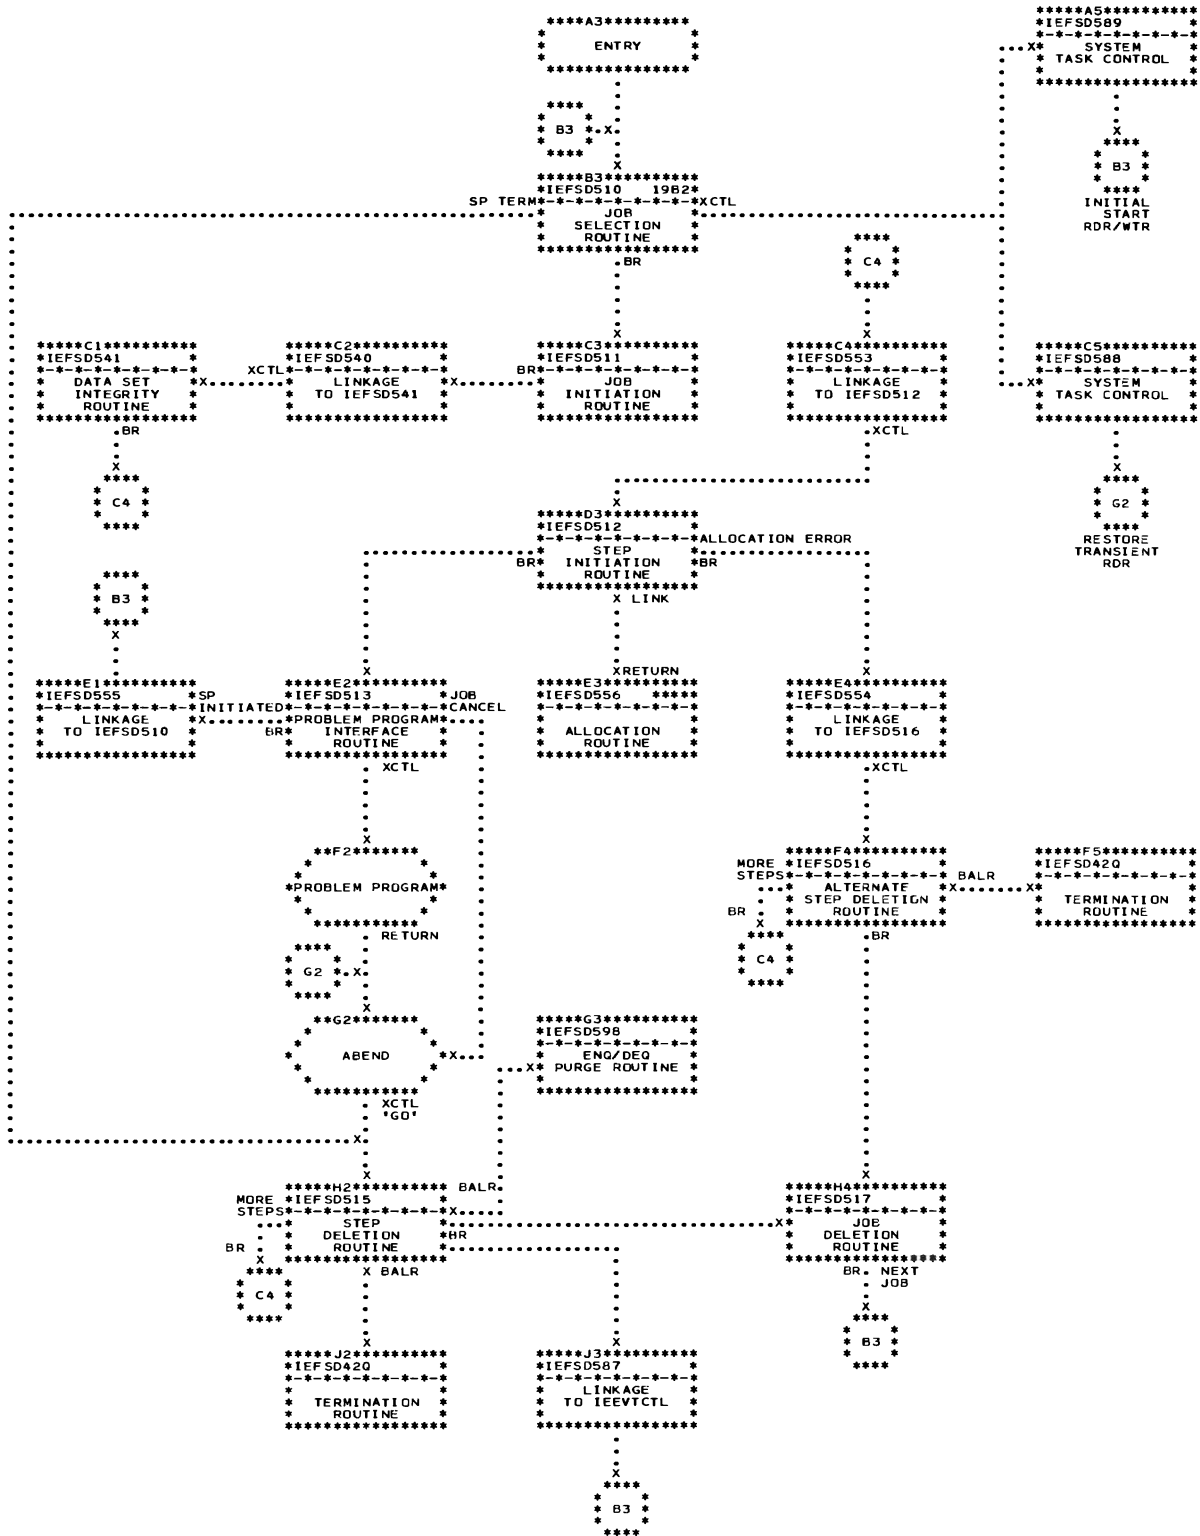 A3
ENTRY
A5
IEFSD589
SYSTEM
TASK CONTROL
B3
B3
INITIAL
START
RDR/WTR
B3
IEFSD510 19B2
SP TERM
XCTL
JOB
SELECTION
ROUTINE
BR
C4
C1
IEFSD541
DATA SET
INTEGRITY
ROUTINE
BR
XCTL
C2
IEFSD540
LINKAGE
TO IEFSD541
BR
C3
IEFSD511
JOB
INITIATION
ROUTINE
C4
IEFSD553
LINKAGE
TO IEFSD512
XCTL
C5
IEFSD588
SYSTEM
TASK CONTROL
C4
G2
RESTORE
TRANSIENT
RDR
D3
IEFSD512
ALLOCATION ERROR
BR
STEP
INITIATION
ROUTINE
BR
LINK
B3
RETURN
E1
IEFSD555
LINKAGE
TO IEFSD510
SP
INITIATED
BR
E2
IEFSD513
PROBLEM PROGRAM
INTERFACE
ROUTINE
JOB
CANCEL
XCTL
E3
IEFSD556
ALLOCATION
ROUTINE
E4
IEFSD554
LINKAGE
TO IEFSD516
XCTL
F2
PROBLEM PROGRAM
RETURN
MORE
STEPS
F4
IEFSD516
ALTERNATE
STEP DELETION
ROUTINE
BR
BR
BALR
F5
IEFSD42Q
TERMINATION
ROUTINE
G2
C4
G2
ABEND
XCTL
'GO'
G3
IEFSD598
ENQ/DEQ
PURGE ROUTINE
MORE
STEPS
H2
IEFSD515
STEP
DELETION
ROUTINE
BALR
BR
BR
BALR
H4
IEFSD517
JOB
DELETION
ROUTINE
BR
NEXT
JOB
C4
B3
J2
IEFSD42Q
TERMINATION
ROUTINE
J3
IEFSD587
LINKAGE
TO IEEVTCTL
B3